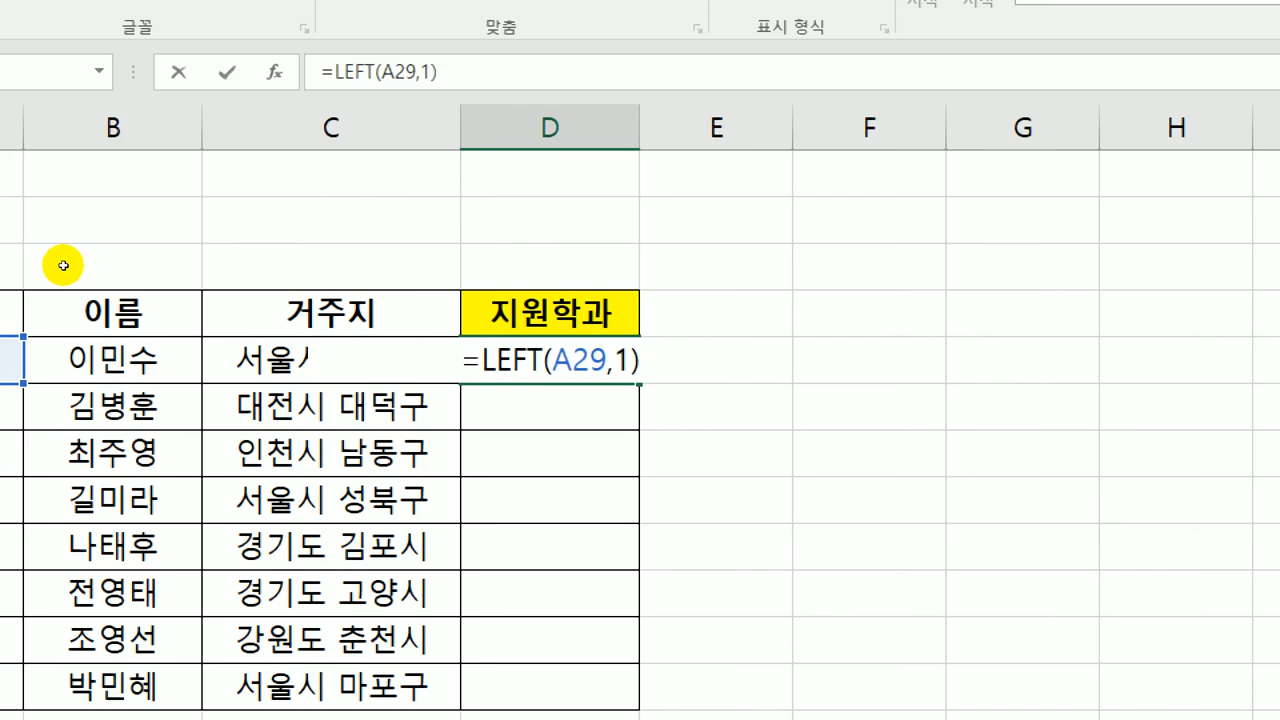 글꼴 맞춤 표시 형식
fx =LEFT(A29,1)
B C D E F G H
이름 거주지 지원학과
이민수 서울 =LEFT(A29,1)
김병훈 대전시 대덕구
최주영 인천시 남동구
길미라 서울시 성북구
나태후 경기도 김포시
전영태 경기도 고양시
조영선 강원도 춘천시
박민혜 서울시 마포구